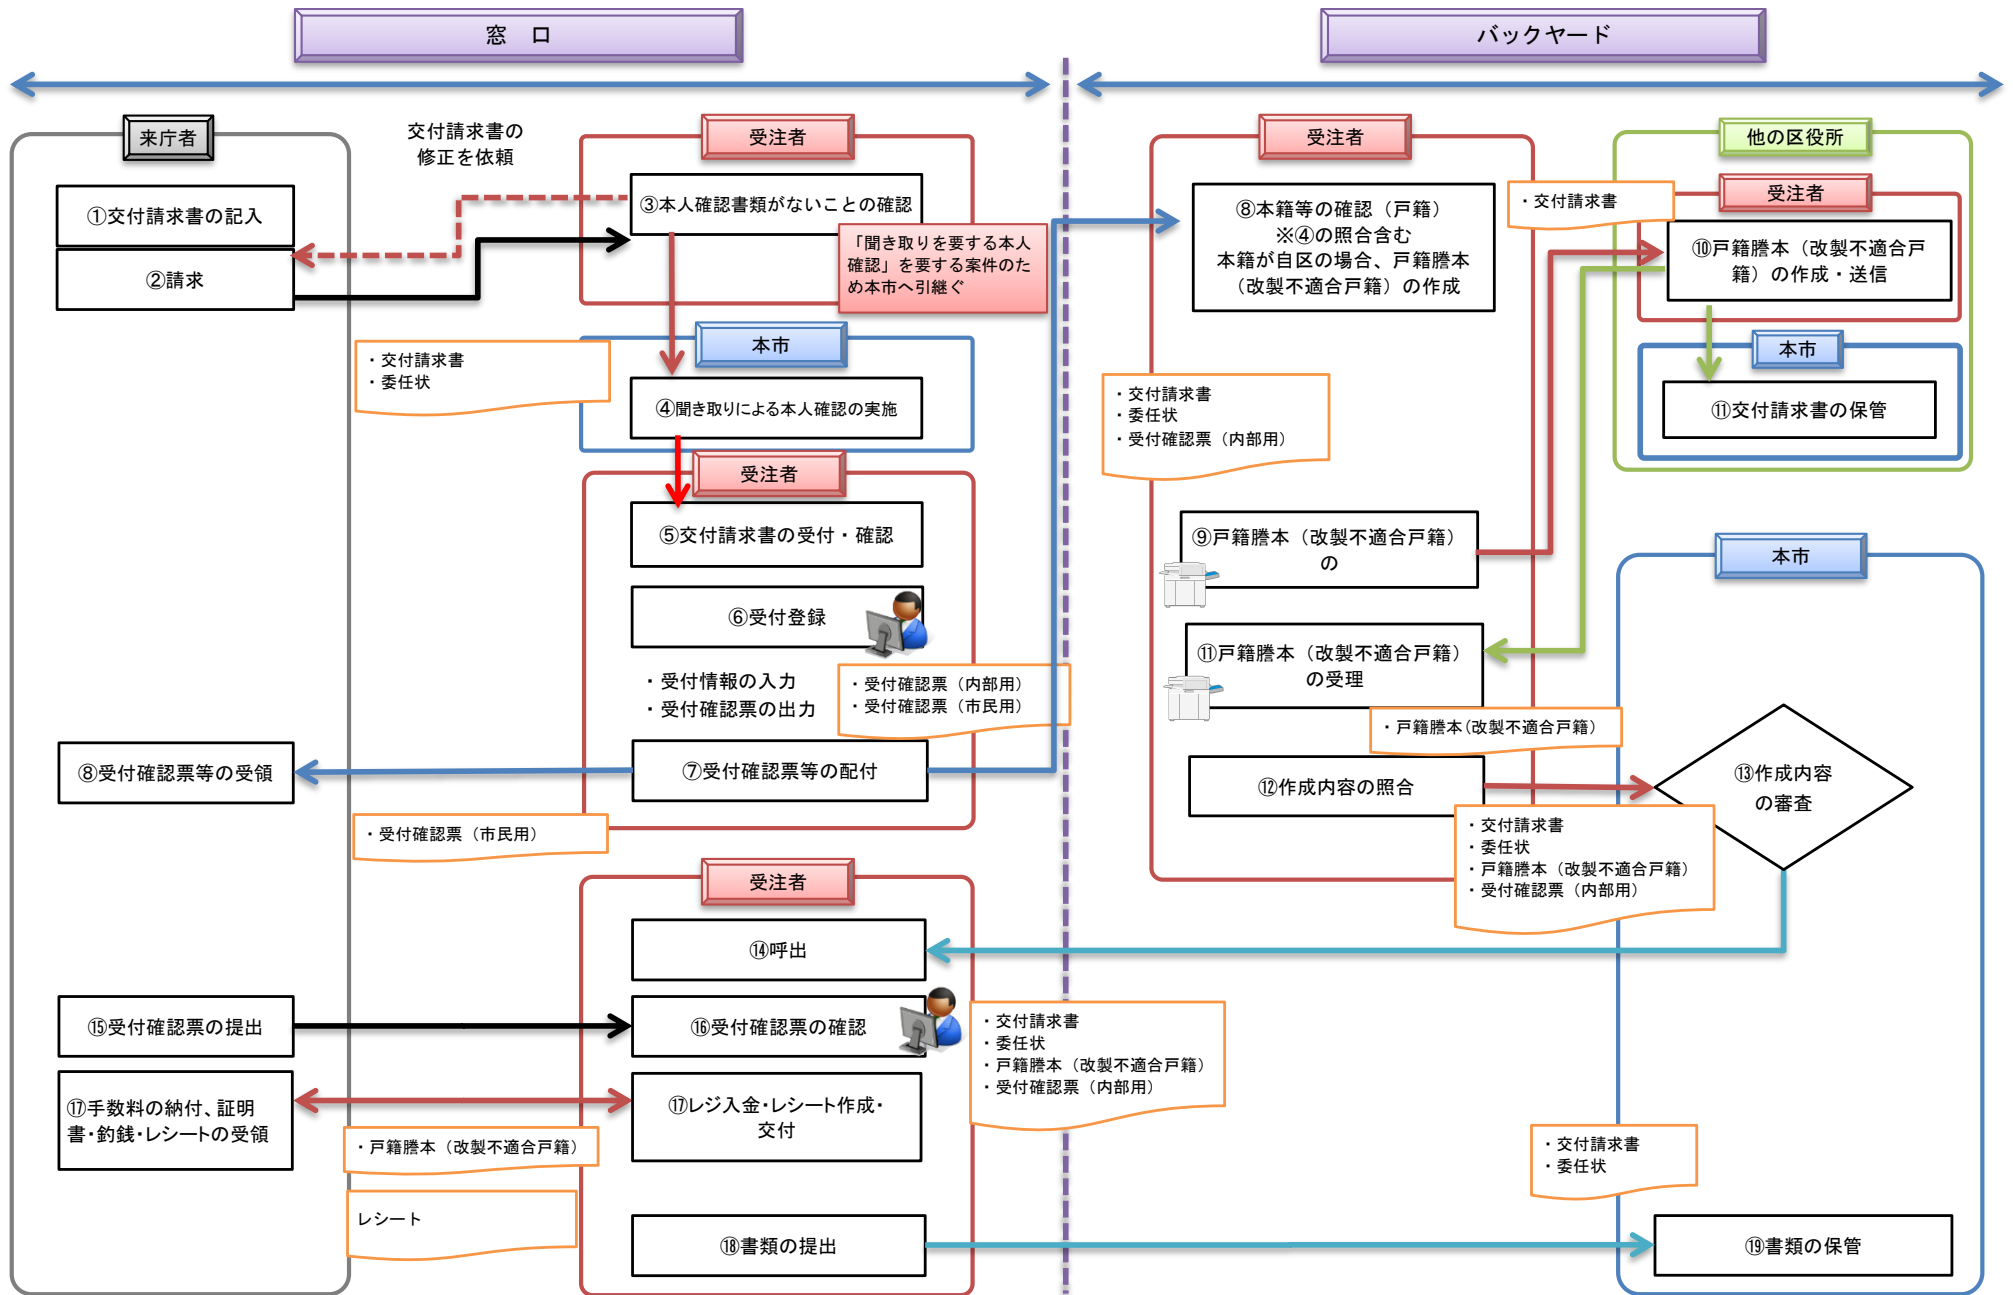 窓　口
バックヤード
来庁者
交付請求書の
修正を依頼
①交付請求書の記入
②請求
受注者
③本人確認書類がないことの確認
「聞き取りを要する本人
確認」を要する案件のた
め本市へ引継ぐ
・交付請求書
・委任状
本市
④聞き取りによる本人確認の実施
受注者
⑤交付請求書の受付・確認
⑥受付登録
・受付情報の入力
・受付確認票の出力
・受付確認票（内部用）
・受付確認票（市民用）
⑦受付確認票等の配付
⑧受付確認票等の受領
・受付確認票（市民用）
受注者
⑧本籍等の確認（戸籍）
※④の照合含む
本籍が自区の場合、戸籍謄本
（改製不適合戸籍）の作成
・交付請求書
・委任状
・受付確認票（内部用）
他の区役所
・交付請求書
受注者
⑩戸籍謄本（改製不適合戸
籍）の作成・送信
本市
⑪交付請求書の保管
⑨戸籍謄本（改製不適合戸籍）
の
⑪戸籍謄本（改製不適合戸籍）
の受理
・戸籍謄本（改製不適合戸籍）
⑫作成内容の照合
・交付請求書
・委任状
・戸籍謄本（改製不適合戸籍）
・受付確認票（内部用）
本市
⑬作成内容
の審査
受注者
⑭呼出
⑮受付確認票の提出
⑯受付確認票の確認
・交付請求書
・委任状
・戸籍謄本（改製不適合戸籍）
・受付確認票（内部用）
⑰手数料の納付、証明
書・釣銭・レシートの受領
・戸籍謄本（改製不適合戸籍）
レシート
⑰レジ入金・レシート作成・
交付
⑱書類の提出
・交付請求書
・委任状
⑲書類の保管